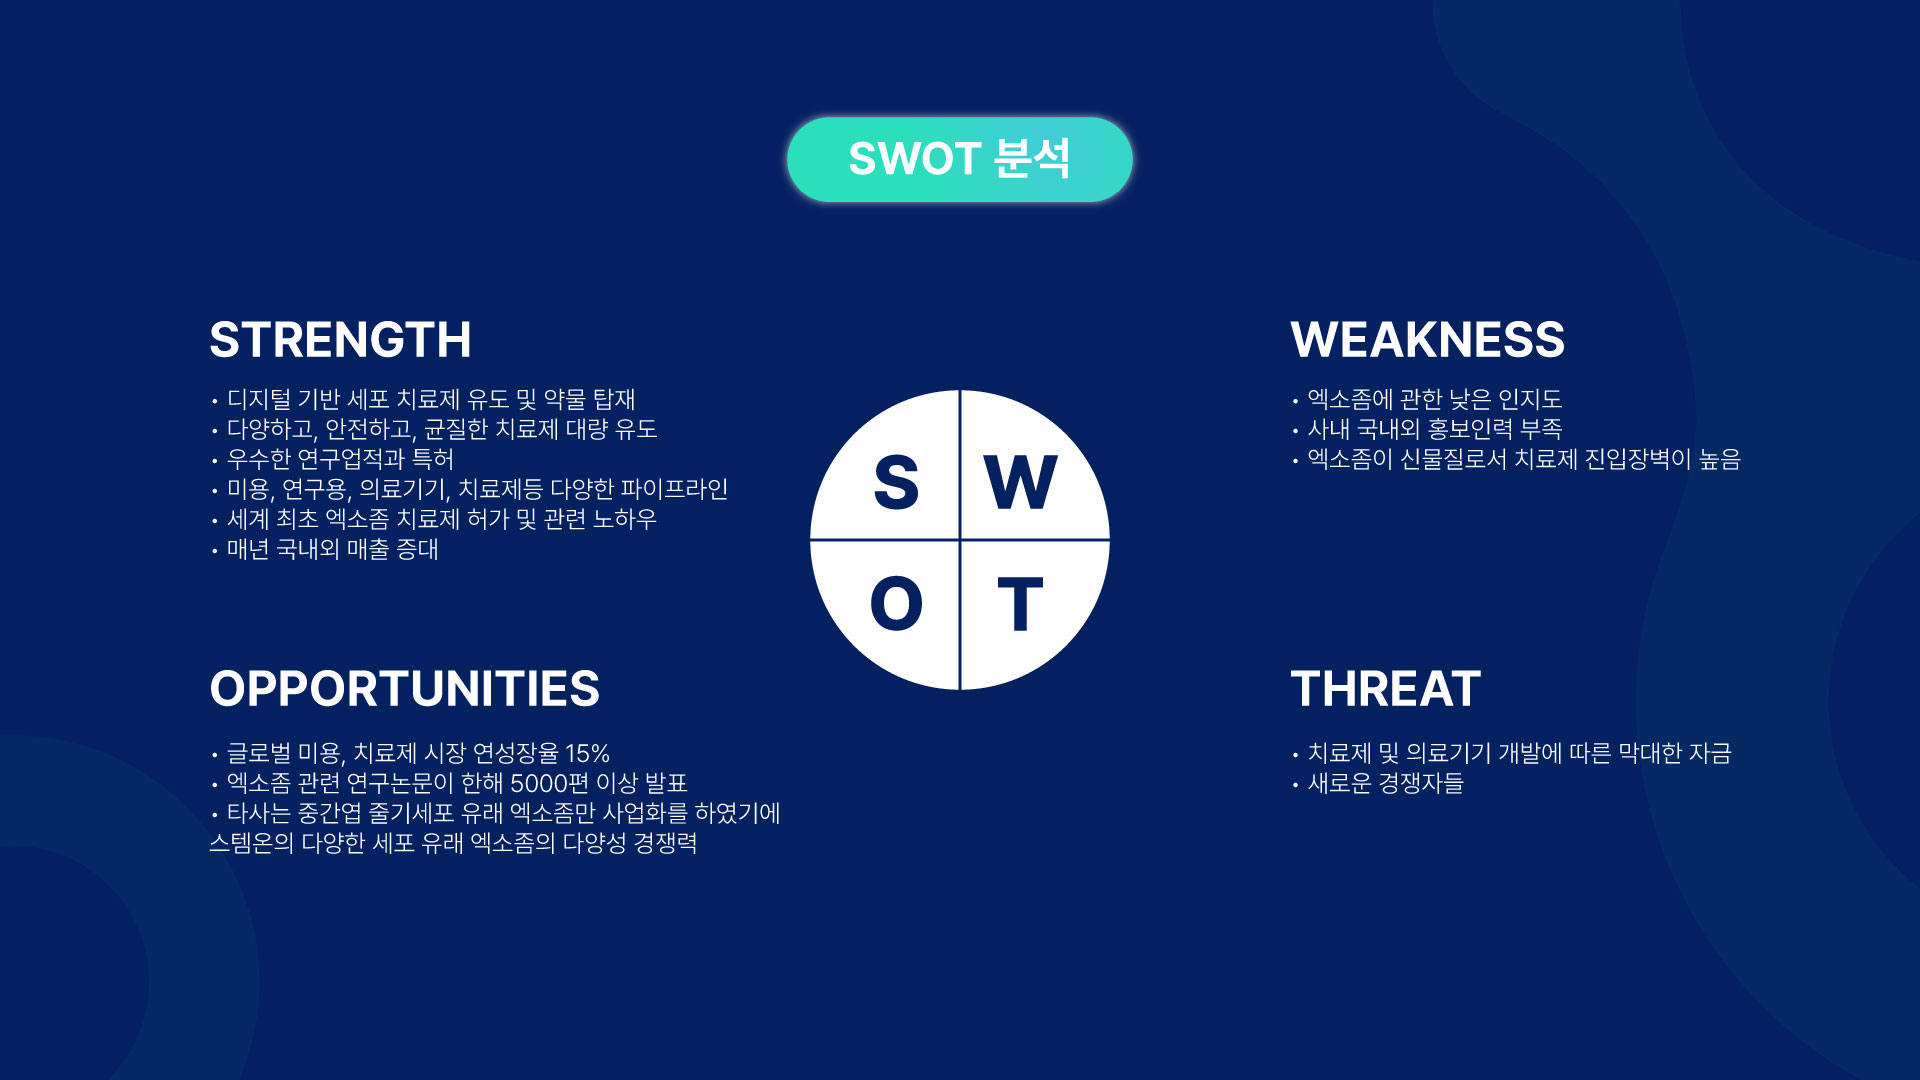 SWOT 분석
STRENGTH
• 디지털 기반 세포 치료제 유도 및 약물 탑재
• 다양하고, 안전하고, 균질한 치료제 대량 유도
• 우수한 연구업적과 특허
• 미용, 연구용, 의료기기, 치료제등 다양한 파이프라인
• 세계 최초 엑소좀 치료제 허가 및 관련 노하우
• 매년 국내외 매출 증대
WEAKNESS
• 엑소좀에 관한 낮은 인지도
• 사내 국내외 홍보인력 부족
• 엑소좀이 신물질로서 치료제 진입장벽이 높음
S W
O T
OPPORTUNITIES
• 글로벌 미용, 치료제 시장 연성장율 15%
• 엑소좀 관련 연구논문이 한해 5000편 이상 발표
• 타사는 중간엽 줄기세포 유래 엑소좀만 사업화를 하였기에
스템온의 다양한 세포 유래 엑소좀의 다양성 경쟁력
THREAT
• 치료제 및 의료기기 개발에 따른 막대한 자금
• 새로운 경쟁자들